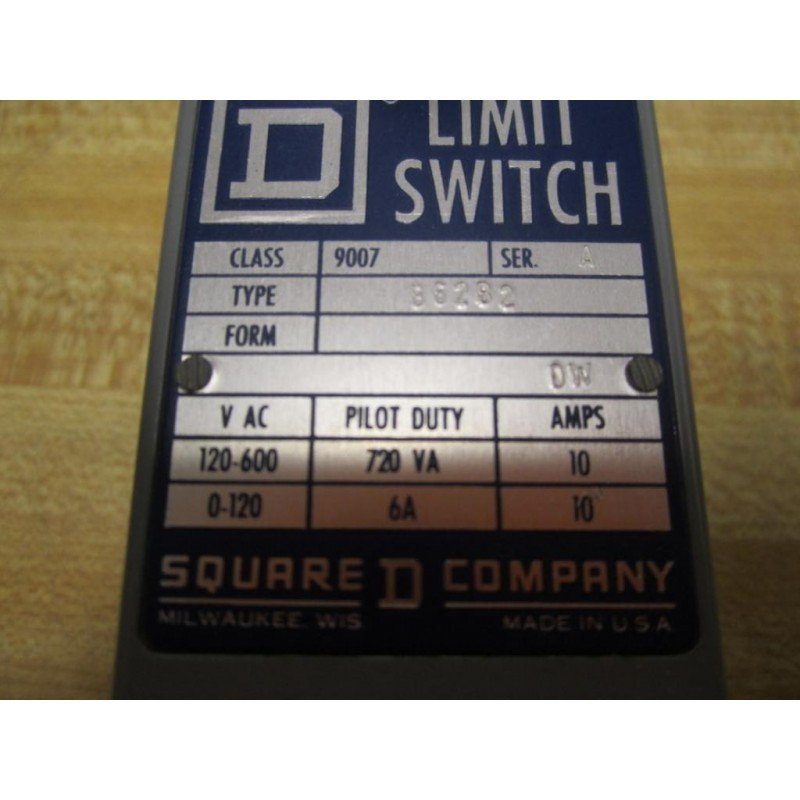 D LIMIT
SWITCH
CLASS 9007 SER. A
TYPE
FORM
DW
V AC PILOT DUTY AMPS
120-600 720 VA 10
0-120 6A 10
SQUARE D COMPANY
MILWAUKEE. WIS MADE IN U.S.A.